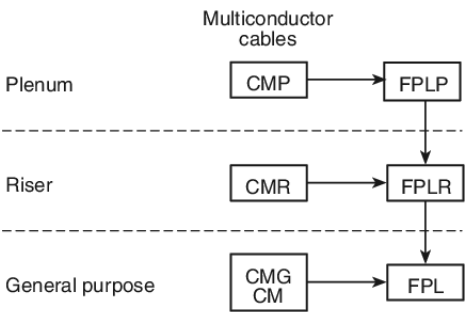 Multiconductor
cables
Plenum
CMP
FPLP
Riser
CMR
FPLR
General purpose
CMG
CM
FPL